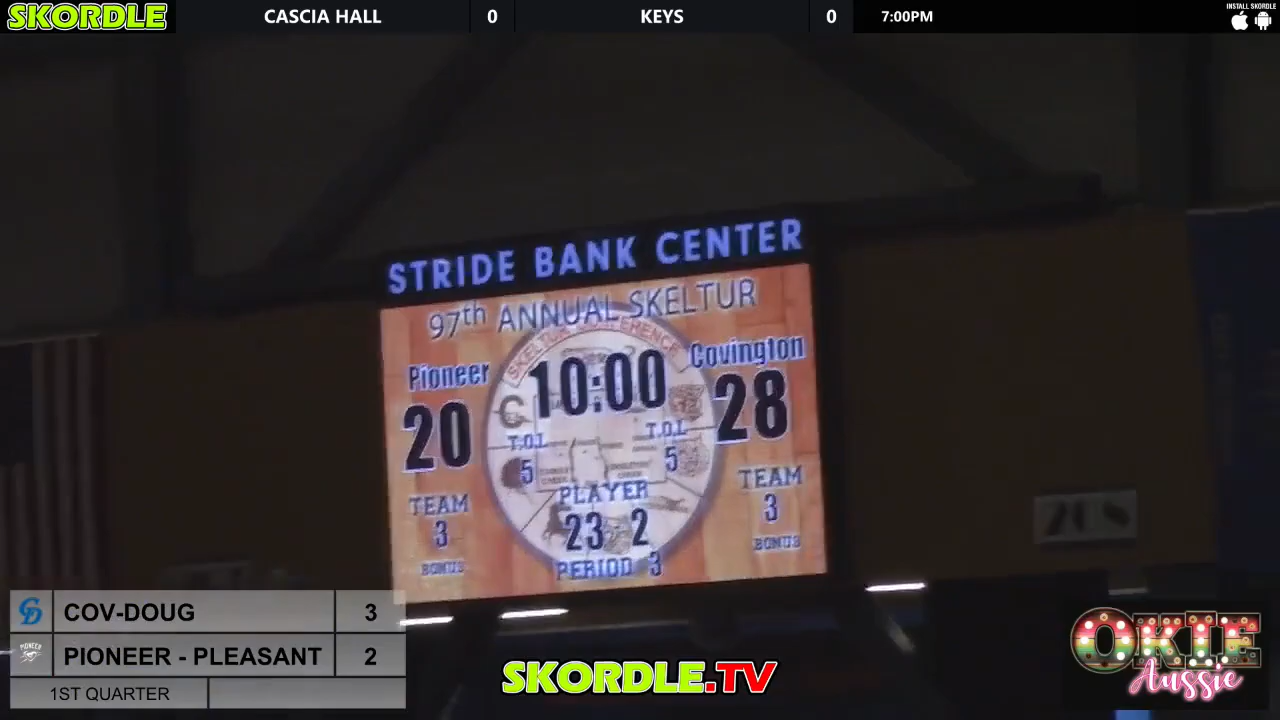 SKORDLE
CASCIA HALL 0 KEYS 0 7:00PM
INSTALL SKORDLE
STRIDE BANK CENTER
97th ANNUAL SKELTUR
SKELTUR CONFERENCE
Pioneer 10:00 Covington
20 28
T.O.L T.O.L
5 5
TEAM PLAYER TEAM
3 23 2 3
BONUS PERIOD 3 BONUS
CD COV-DOUG 3
PIONEER PIONEER - PLEASANT 2
1ST QUARTER
SKORDLE.TV
OKIE
Aussie